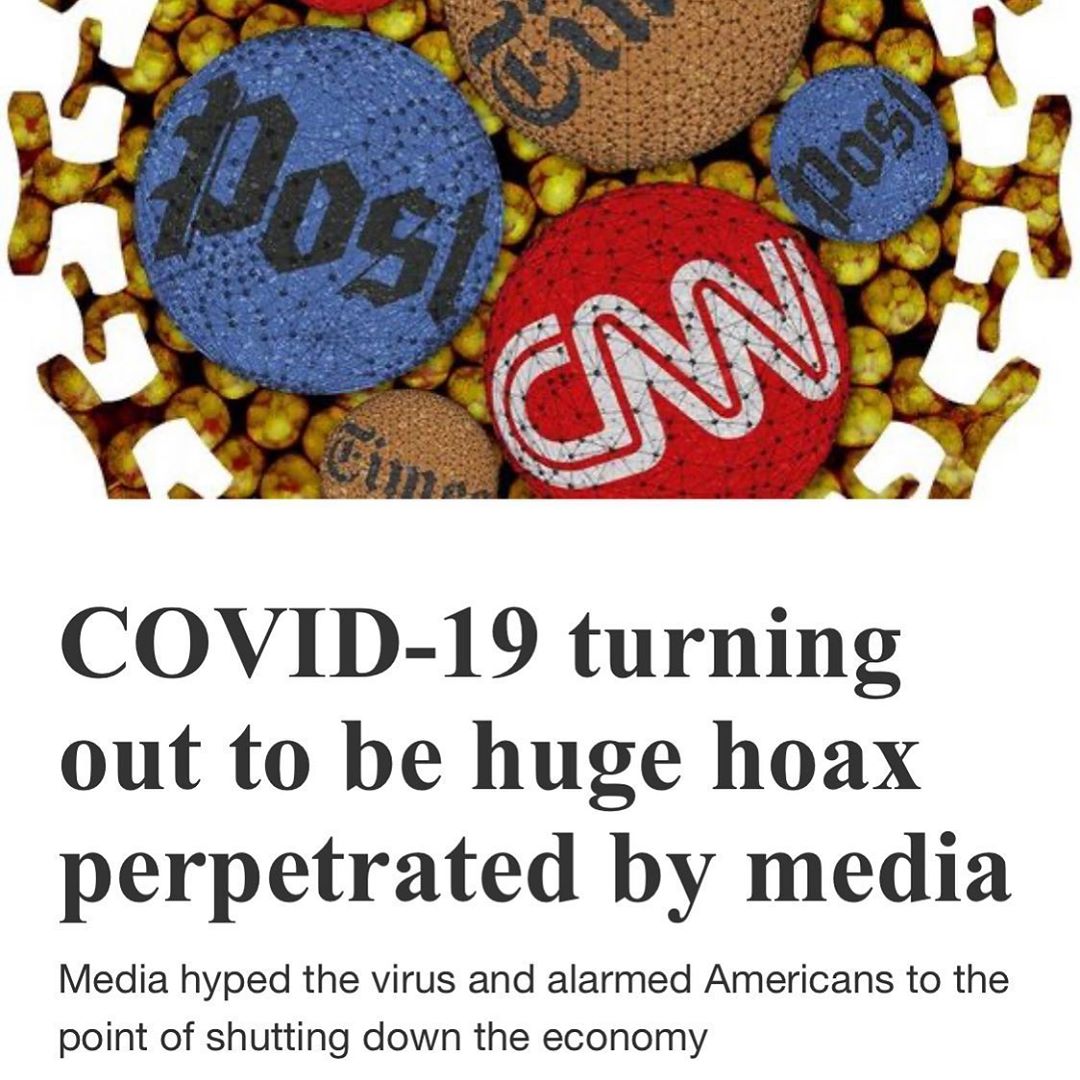 Tim
Post
Post
CNN
Times
COVID-19 turning
out to be huge hoax
perpetrated by media
Media hyped the virus and alarmed Americans to the
point of shutting down the economy